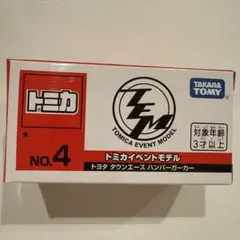 トミカ
TEM
TOMICA EVENT MODEL
TAKARA
TOMY
対象年齢
3才以上
NO.4
トミカイベントモデル
トヨタ タウンエース ハンバーガーカー